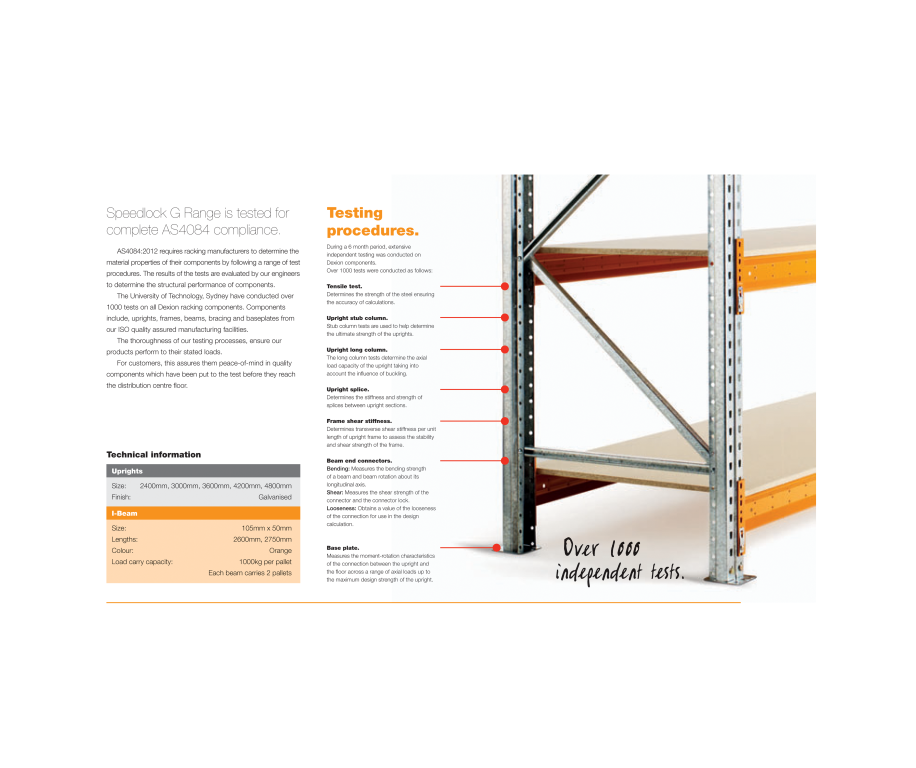 Speedlock G Range is tested for
complete AS4084 compliance.
AS4084:2012 requires racking manufacturers to determine the
material properties of their components by following a range of test
procedures. The results of the tests are evaluated by our engineers
to determine the structural performance of components.
The University of Technology, Sydney have conducted over
1000 tests on all Dexion racking components. Components
include, uprights, frames, beams, bracing and baseplates from
our ISO quality assured manufacturing facilities.
The thoroughness of our testing processes, ensure our
products perform to their stated loads.
For customers, this assures them peace-of-mind in quality
components which have been put to the test before they reach
the distribution centre floor.
Technical information
Uprights
Size: 2400mm, 3000mm, 3600mm, 4200mm, 4800mm
Finish: Galvanised
I-Beam
Size: 105mm x 50mm
Lengths: 2600mm, 2750mm
Colour: Orange
Load carry capacity: 1000kg per pallet
Each beam carries 2 pallets
Testing
procedures.
During a 6 month period, extensive
independent testing was conducted on
Dexion components.
Over 1000 tests were conducted as follows:
Tensile test.
Determines the strength of the steel ensuring
the accuracy of calculations.
Upright stub column.
Stub column tests are used to help determine
the ultimate strength of the uprights.
Upright long column.
The long column tests determine the axial
load capacity of the upright taking into
account the influence of buckling.
Upright splice.
Determines the stiffness and strength of
splices between upright sections.
Frame shear stiffness.
Determines transverse shear stiffness per unit
length of upright frame to assess the stability
and shear strength of the frame.
Beam end connectors.
Bending: Measures the bending strength
of a beam and beam rotation about its
longitudinal axis.
Shear: Measures the shear strength of the
connector and the connector lock.
Looseness: Obtains a value of the looseness
of the connection for use in the design
calculation.
Base plate.
Measures the moment-rotation characteristics
of the connection between the upright and
the floor across a range of axial loads up to
the maximum design strength of the upright.
Over 1000
independent tests.